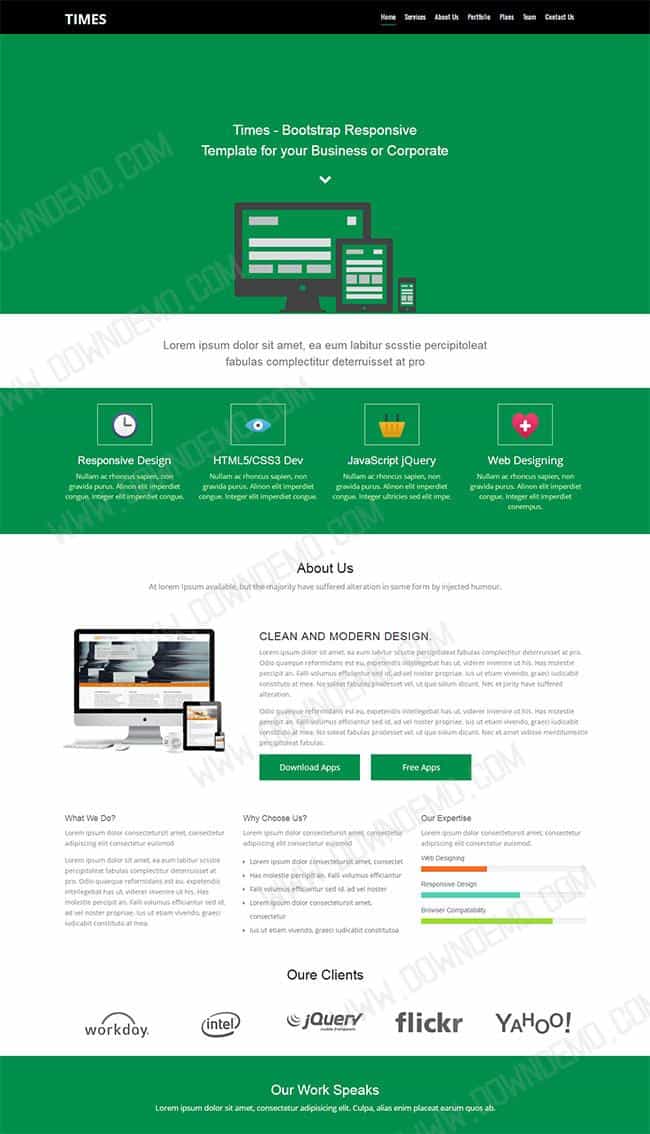 TIMES
Home Services About Us Portfolio Plans Team Contact Us
Times - Bootstrap Responsive
Template for your Business or Corporate
Lorem ipsum dolor sit amet, ea eum labitur scsstie percipitoleat
fabulas complectitur deterruisset at pro
Responsive Design
Nullam ac rhoncus sapien, non
gravida purus. Alinon elit imperdiet
congue. Integer elit imperdiet congue.
HTML5/CSS3 Dev
Nullam ac rhoncus sapien, non
gravida purus. Alinon elit imperdiet
congue. Integer elit imperdiet congue.
JavaScript jQuery
Nullam ac rhoncus sapien, non
gravida purus. Alinon elit imperdiet
congue. Integer ultricies sed elit impe.
Web Designing
Nullam ac rhoncus sapien, non
gravida purus. Alinon elit imperdiet
congue. Integer elit imperdiet
conempus.
About Us
At lorem Ipsum available, but the majority have suffered alteration in some form by injected humour.
CLEAN AND MODERN DESIGN.
Lorem ipsum dolor sit amet, ea eum labitur scsstie percipitoleat fabulas complectitur deterruisset at pro.
Odio quaeque reformidans est eu, expetendis intellegebat has ut, viderer invenire ut his. Has molestie
percipit an. Falli volumus efficiantur sed id, ad vel noster propriae. Ius ut etiam vivendo, graeci
iudicabit constituto at mea. No soleat fabulas prodesset vel, ut quo solum dicunt. Nec et jority have suffered
alteration.
Odio quaeque reformidans est eu, expetendis intellegebat has ut, viderer invenire ut his. Has molestie
percipit an. Falli volumus efficiantur sed id, ad vel noster propriae. Ius ut etiam vivendo, graeci
iudicabit constituto at mea. No soleat fabulas prodesset vel, ut quo solum dicunt. Nec et amet vidisse mentitumuste
percipitoleat fabulas.
Download Apps
Free Apps
What We Do?
Lorem ipsum dolor consectetursit amet, consectetur
adipiscing elit consectetur euismod
Lorem ipsum dolor sit amet, ea eum labitur scsstie
pro. Odio quaeque reformidans est eu, expetendis
intellegebat has ut, viderer invenire ut his. Has
molestie percipit an. Falli volumus efficiantur sed id,
ad vel noster propriae. Ius ut etiam vivendo, graeci
iudicabit constituto at mea.
Why Choose Us?
Lorem ipsum dolor consectetursit amet, consectetur
adipiscing elit consectetur euismod
Lorem ipsum dolor consectetursit amet, consectet
Has molestie percipit an. Falli volumus efficiantur
Falli volumus efficiantur sed id, ad vel noster
Lorem ipsum dolor consectetursit amet,
consectetur
Ius ut etiam vivendo, graeci iudicabit constitutoa
Our Expertise
Lorem ipsum dolor consectetursit amet, consectetur
adipiscing elit consectetur euismod
Web Designing
Responsive Design
Browser Compatability
Oure Clients
workday.
intel
jQuery
flickr
YAHOO!
Our Work Speaks
Lorem ipsum dolor sit amet, consectetur adipisicing elit. Culpa, alias enim placeat earum quos ab.
WWW.DOWNDEMO.COM